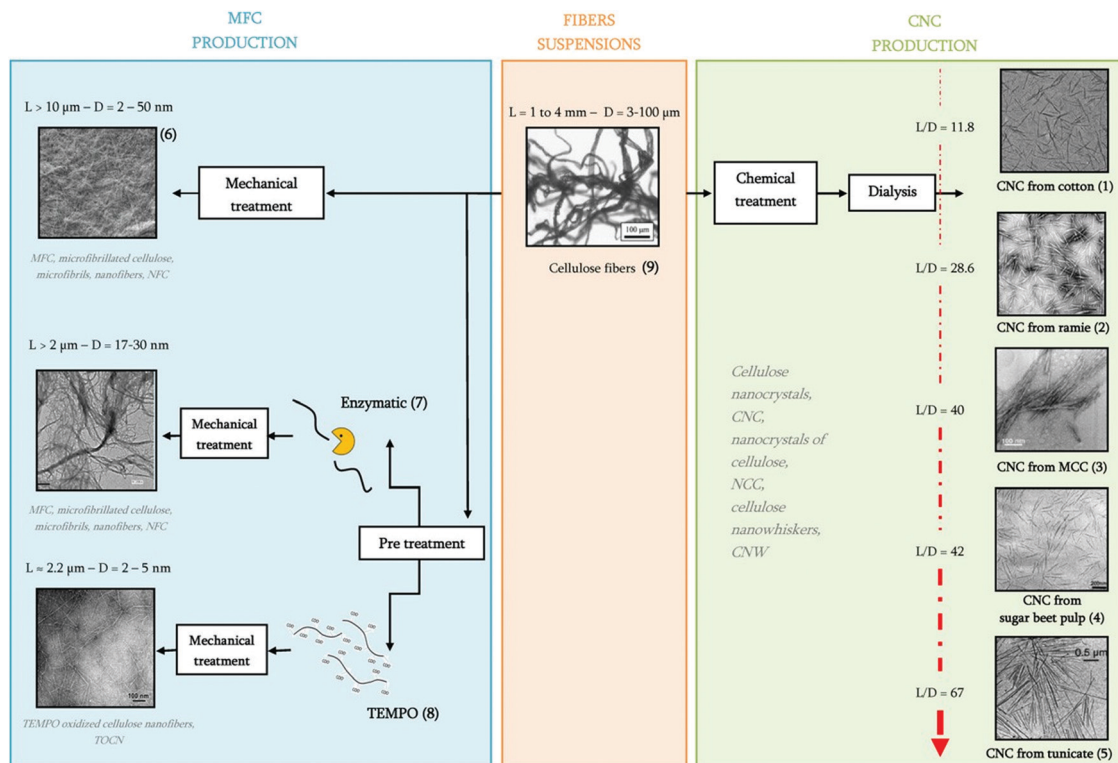 MFC
PRODUCTION
FIBERS
SUSPENSIONS
CNC
PRODUCTION
L > 10 µm – D = 2 – 50 nm
(6)
Mechanical
treatment
MFC, microfibrillated cellulose,
microfibrils, nanofibers, NFC
L > 2 µm – D = 17-30 nm
Mechanical
treatment
Enzymatic (7)
MFC, microfibrillated cellulose,
microfibrils, nanofibers, NFC
Pre treatment
L ≈ 2.2 µm – D = 2 – 5 nm
Mechanical
treatment
100 nm
TEMPO (8)
TEMPO oxidized cellulose nanofibers,
TOCN
L = 1 to 4 mm – D = 3-100 µm
100 µm
Cellulose fibers (9)
Chemical
treatment
Dialysis
Cellulose
nanocrystals,
CNC,
nanocrystals of
cellulose,
NCC,
cellulose
nanowhiskers,
CNW
L/D = 11.8
CNC from cotton (1)
L/D = 28.6
CNC from ramie (2)
L/D = 40
100 nm
CNC from MCC (3)
L/D = 42
CNC from
sugar beet pulp (4)
L/D = 67
0.5 µm
CNC from tunicate (5)